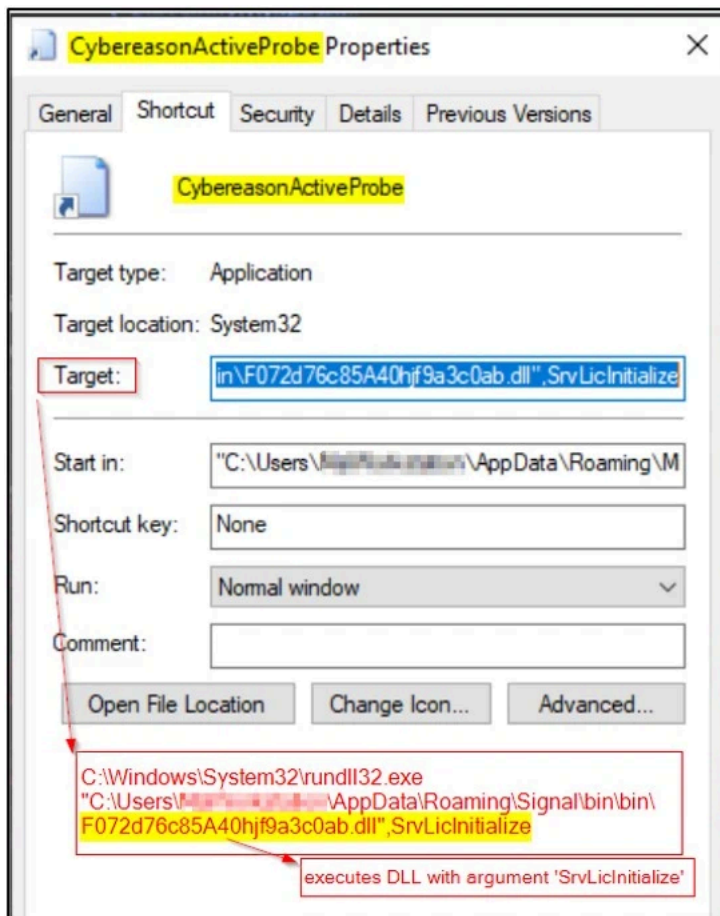 CybereasonActiveProbe Properties
General Shortcut Security Details Previous Versions
CybereasonActiveProbe
Target type: Application
Target location: System32
Target: in\F072d76c85A40hjf9a3c0ab.dll",SrvLicInitialize
Start in: "C:\Users\ \AppData\Roaming\M
Shortcut key: None
Run: Normal window
Comment:
Open File Location Change Icon... Advanced...
C:\Windows\System32\rundll32.exe
"C:\Users\ \AppData\Roaming\Signal\bin\bin\
F072d76c85A40hjf9a3c0ab.dll",SrvLicInitialize
executes DLL with argument 'SrvLicInitialize'